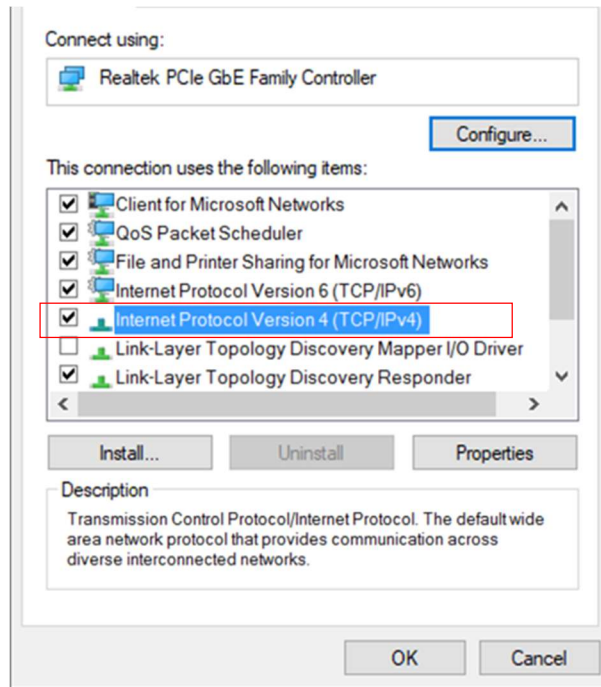 Connect using:
Realtek PCIe GbE Family Controller
Configure...
This connection uses the following items:
Client for Microsoft Networks
QoS Packet Scheduler
File and Printer Sharing for Microsoft Networks
Internet Protocol Version 6 (TCP/IPv6)
Internet Protocol Version 4 (TCP/IPv4)
Link-Layer Topology Discovery Mapper I/O Driver
Link-Layer Topology Discovery Responder
Install... Uninstall Properties
Description
Transmission Control Protocol/Internet Protocol. The default wide
area network protocol that provides communication across
diverse interconnected networks.
OK Cancel